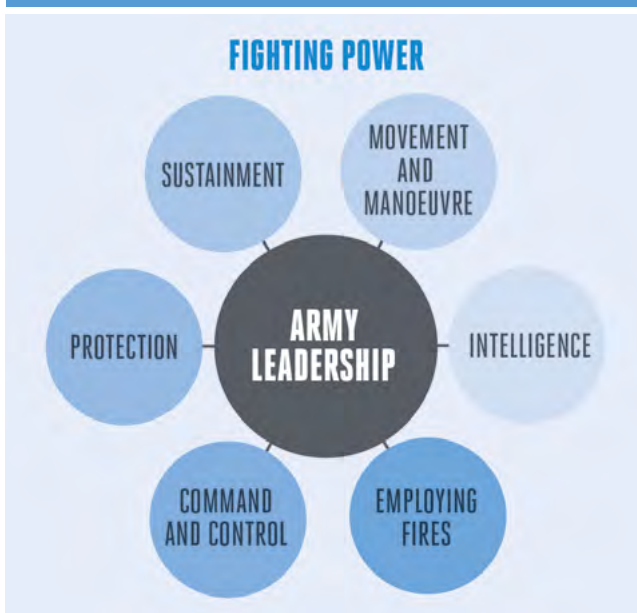 FIGHTING POWER
SUSTAINMENT
MOVEMENT
AND
MANOEUVRE
PROTECTION
ARMY
LEADERSHIP
INTELLIGENCE
COMMAND
AND CONTROL
EMPLOYING
FIRES